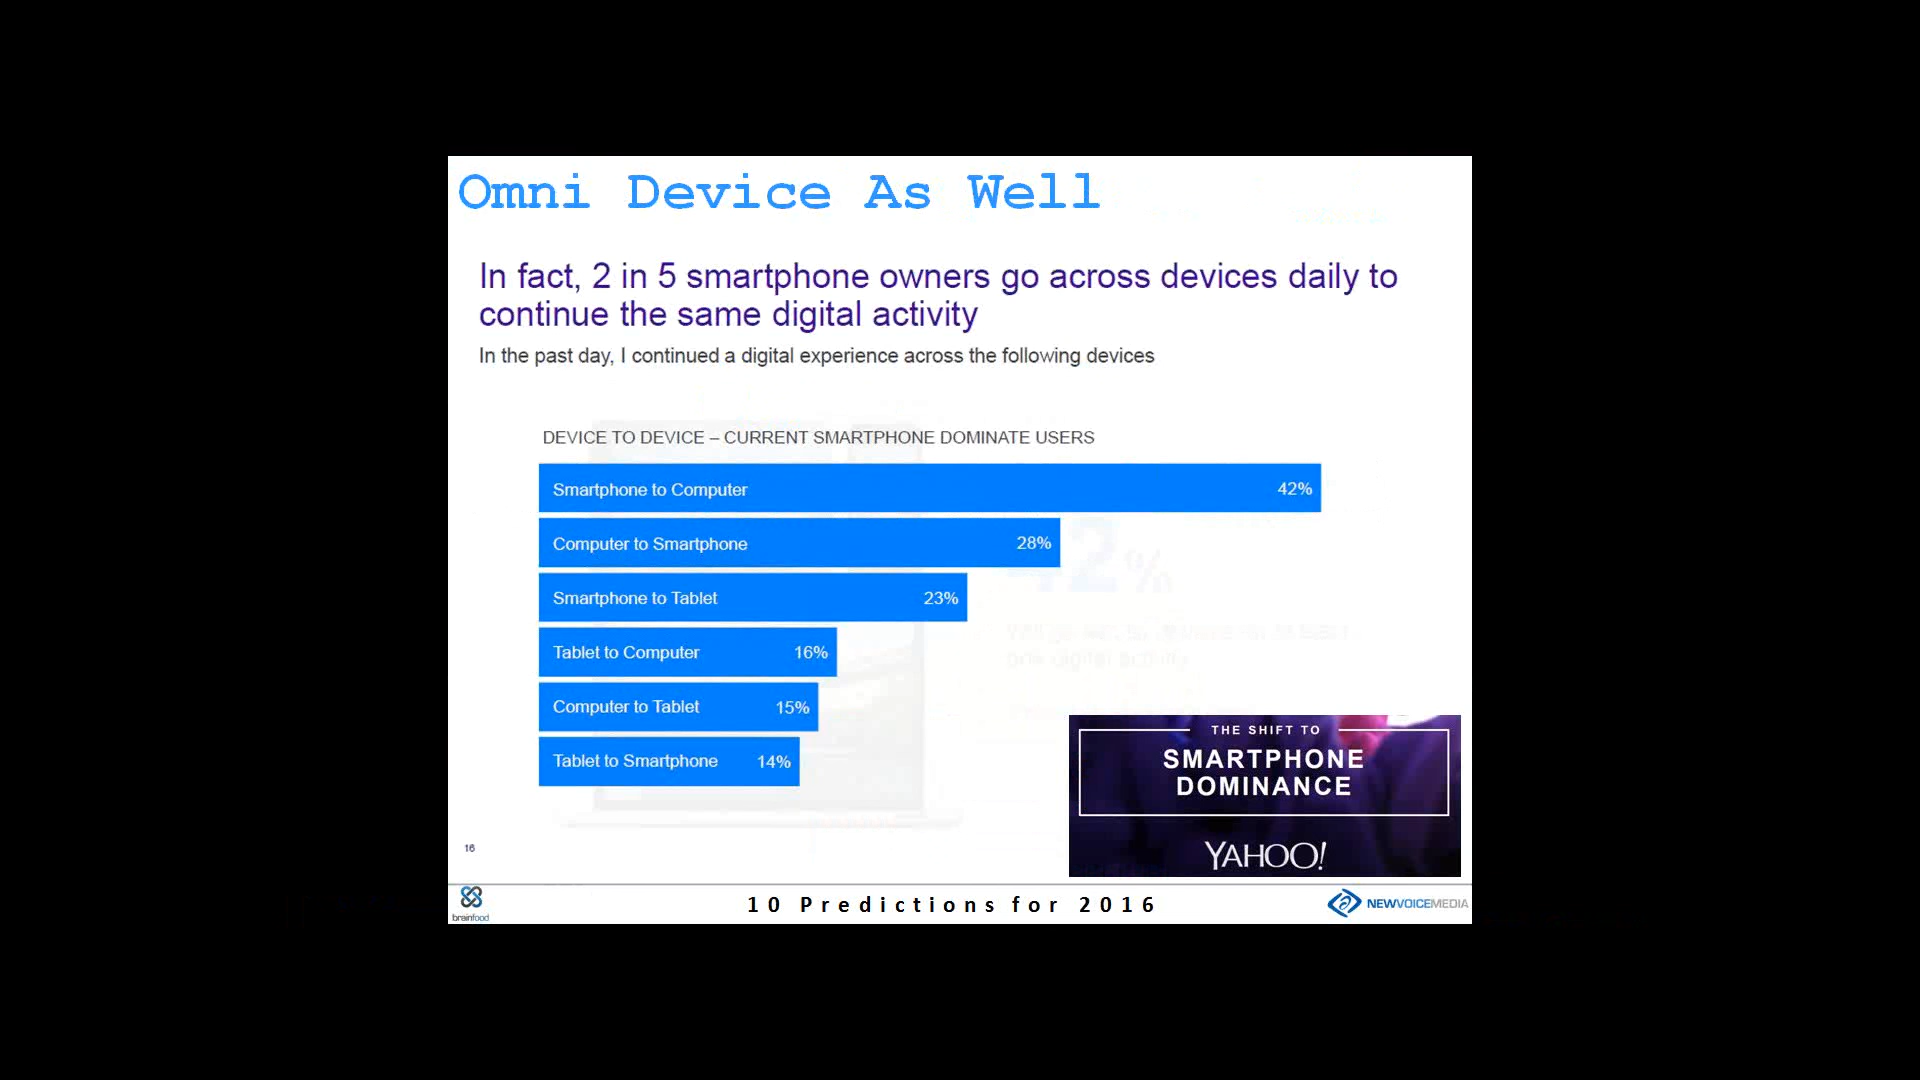 Omni Device As Well
In fact, 2 in 5 smartphone owners go across devices daily to
continue the same digital activity
In the past day, I continued a digital experience across the following devices
DEVICE TO DEVICE – CURRENT SMARTPHONE DOMINATE USERS
Smartphone to Computer 42%
Computer to Smartphone 28%
Smartphone to Tablet 23%
Tablet to Computer 16%
Computer to Tablet 15%
Tablet to Smartphone 14%
42%
one digital activity
THE SHIFT TO
SMARTPHONE
DOMINANCE
YAHOO!
16
brainfood
10 Predictions for 2016
NEWVOICEMEDIA